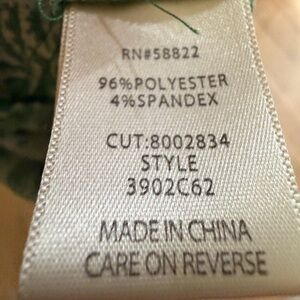 RN#58822
96%POLYESTER
4%SPANDEX
CUT:8002834
STYLE
3902C62
MADE IN CHINA
CARE ON REVERSE